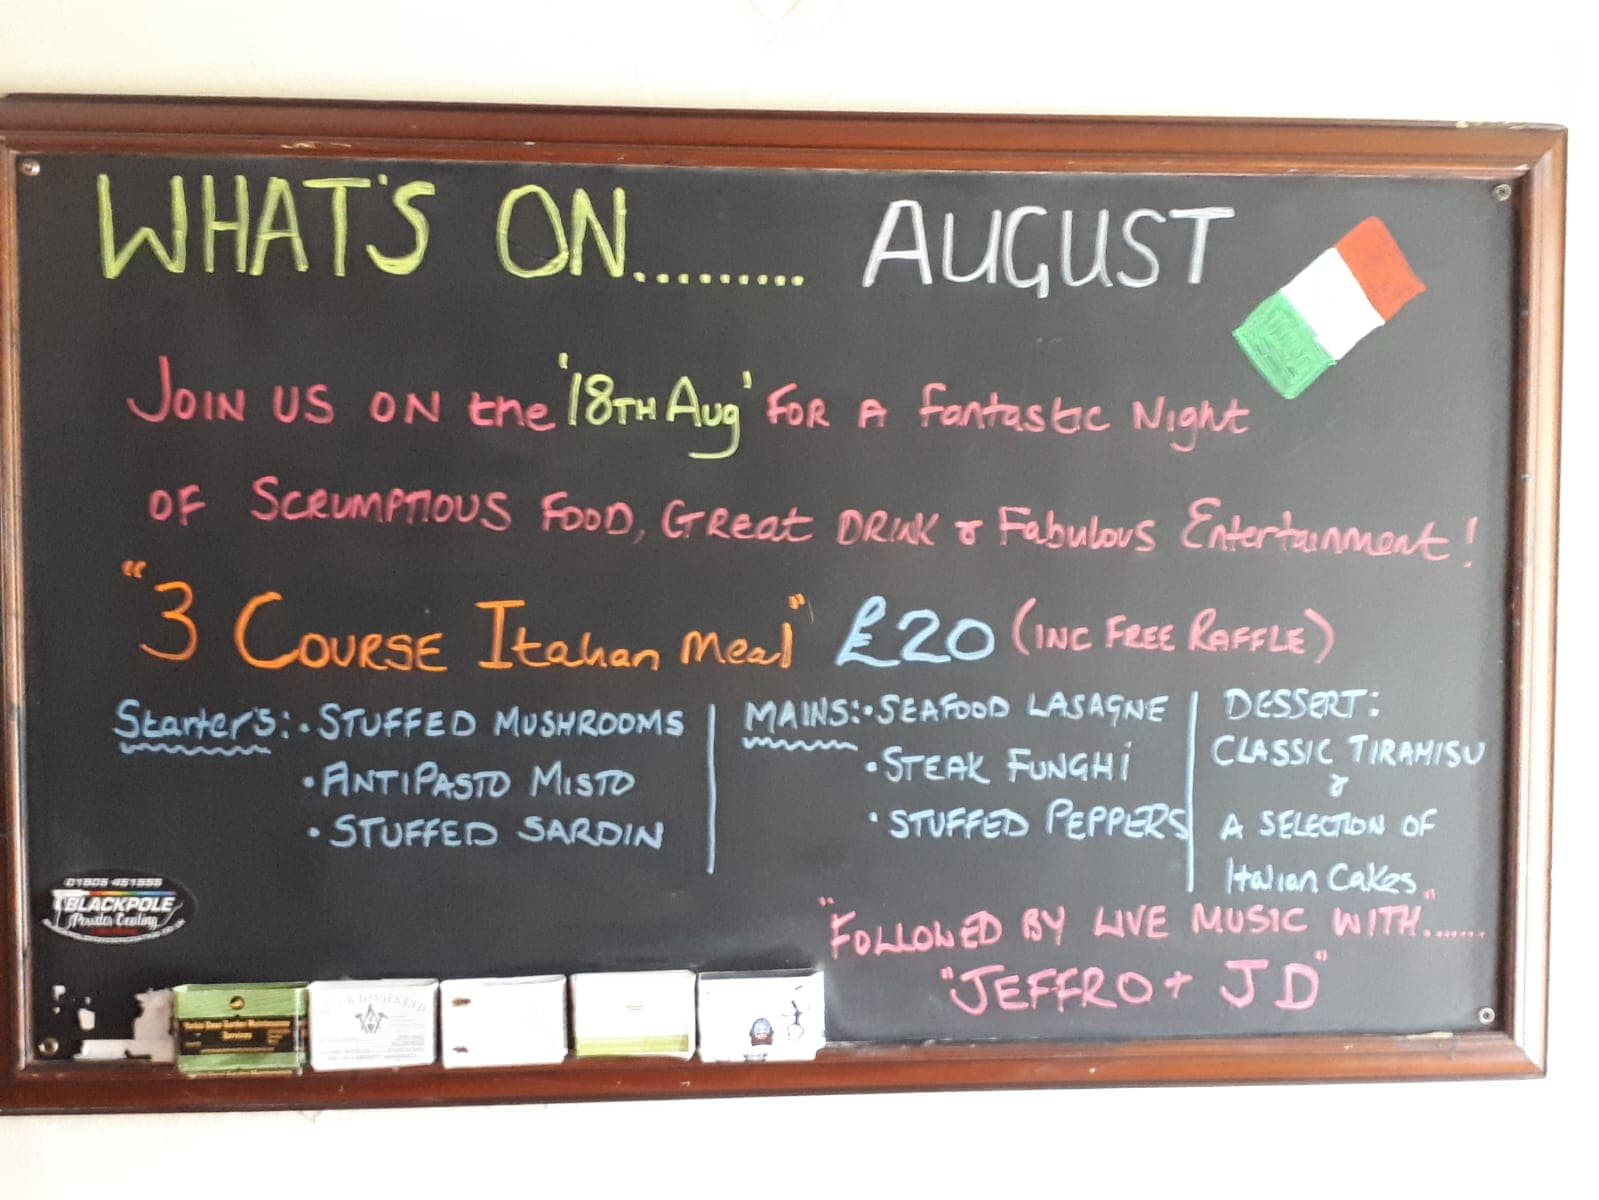 WHAT'S ON......... AUGUST
JOIN US ON the '18TH Aug' FOR A Fantastic Night
OF SCRUMPTIOUS FOOD, GReat DRINK & Fabulous Entertainment!
"3 COURSE Italian Meal" £20 (INC FREE RAFFLE)
Starter's: • STUFFED MUSHROOMS
• ANTIPASTO MISTO
• STUFFED SARDIN
MAINS: • SEAFOOD LASAGNE
• STEAK FUNGHi
• STUFFED PEPPERS
DESSERT:
CLASSIC TIRAMISU
&
A SELECTION OF
Italian Cakes
"FOLLOWED BY LIVE MUSIC WITH".......
"JEFFRO + JD"
01905 451555
BLACKPOLE
Powder Coating
Services